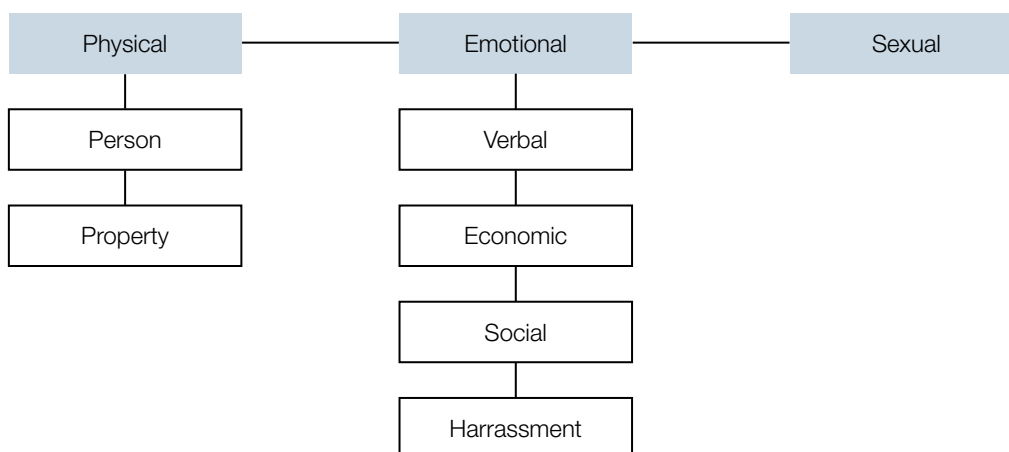 Physical
Emotional
Sexual
Person
Verbal
Property
Economic
Social
Harrassment